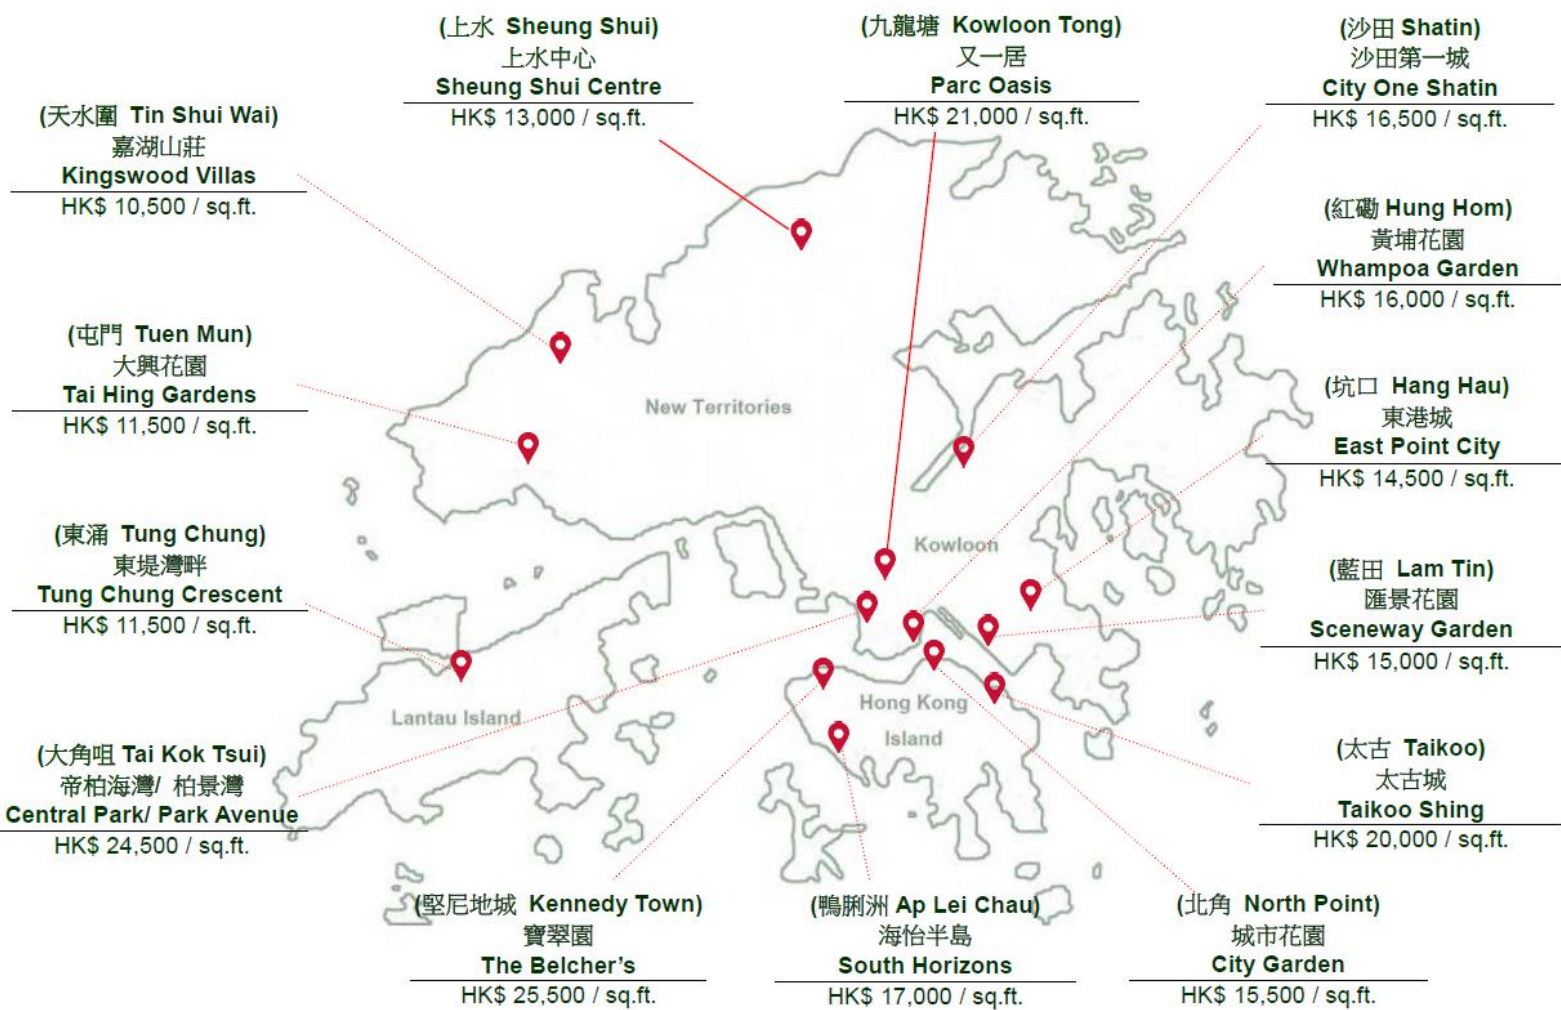 (上水 Sheung Shui)
上水中心
Sheung Shui Centre
HK$ 13,000 / sq.ft.
(九龍塘 Kowloon Tong)
又一居
Parc Oasis
HK$ 21,000 / sq.ft.
(沙田 Shatin)
沙田第一城
City One Shatin
HK$ 16,500 / sq.ft.
(天水圍 Tin Shui Wai)
嘉湖山莊
Kingswood Villas
HK$ 10,500 / sq.ft.
(紅磡 Hung Hom)
黃埔花園
Whampoa Garden
HK$ 16,000 / sq.ft.
(屯門 Tuen Mun)
大興花園
Tai Hing Gardens
HK$ 11,500 / sq.ft.
New Territories
(坑口 Hang Hau)
東港城
East Point City
HK$ 14,500 / sq.ft.
(東涌 Tung Chung)
東堤灣畔
Tung Chung Crescent
HK$ 11,500 / sq.ft.
Kowloon
(藍田 Lam Tin)
匯景花園
Sceneway Garden
HK$ 15,000 / sq.ft.
Lantau Island
Hong Kong
Island
(大角咀 Tai Kok Tsui)
帝柏海灣/ 柏景灣
Central Park/ Park Avenue
HK$ 24,500 / sq.ft.
(太古 Taikoo)
太古城
Taikoo Shing
HK$ 20,000 / sq.ft.
(堅尼地城 Kennedy Town)
寶翠園
The Belcher’s
HK$ 25,500 / sq.ft.
(鴨脷洲 Ap Lei Chau)
海怡半島
South Horizons
HK$ 17,000 / sq.ft.
(北角 North Point)
城市花園
City Garden
HK$ 15,500 / sq.ft.